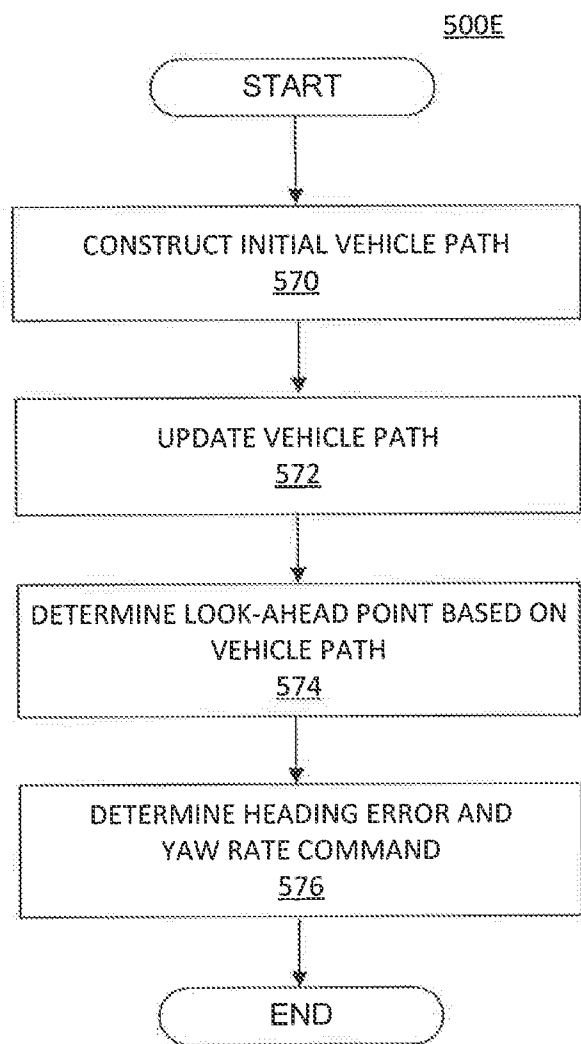 500E
START
CONSTRUCT INITIAL VEHICLE PATH
570
UPDATE VEHICLE PATH
572
DETERMINE LOOK-AHEAD POINT BASED ON
VEHICLE PATH
574
DETERMINE HEADING ERROR AND
YAW RATE COMMAND
576
END